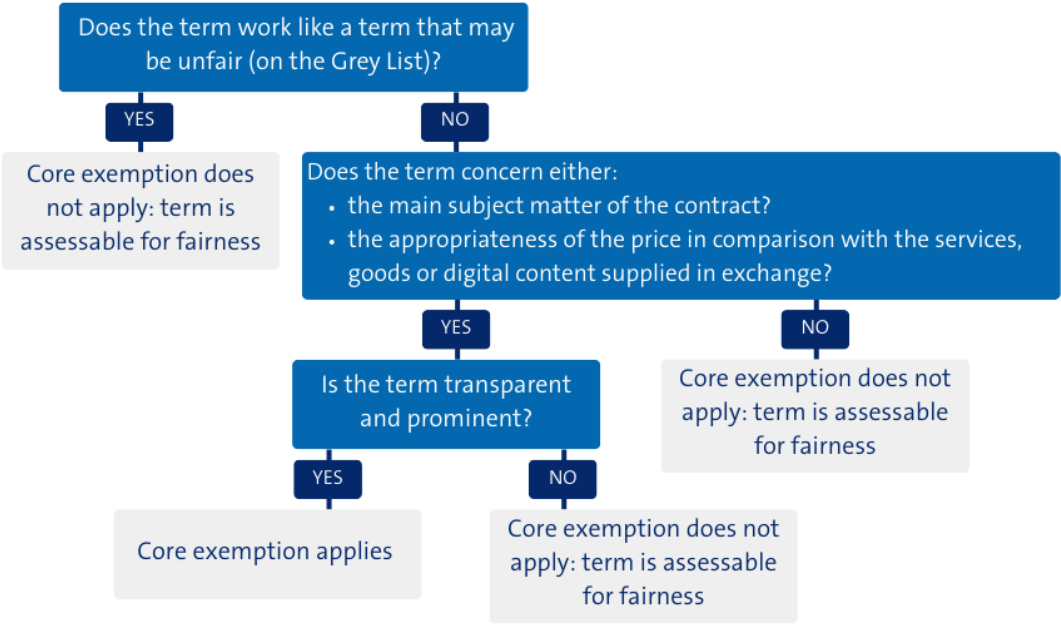 Does the term work like a term that may
be unfair (on the Grey List)?
YES
NO
Core exemption does
not apply: term is
assessable for fairness
Does the term concern either:
• the main subject matter of the contract?
• the appropriateness of the price in comparison with the services,
goods or digital content supplied in exchange?
YES
NO
Is the term transparent
and prominent?
Core exemption does not
apply: term is assessable
for fairness
YES
NO
Core exemption applies
Core exemption does not
apply: term is assessable
for fairness